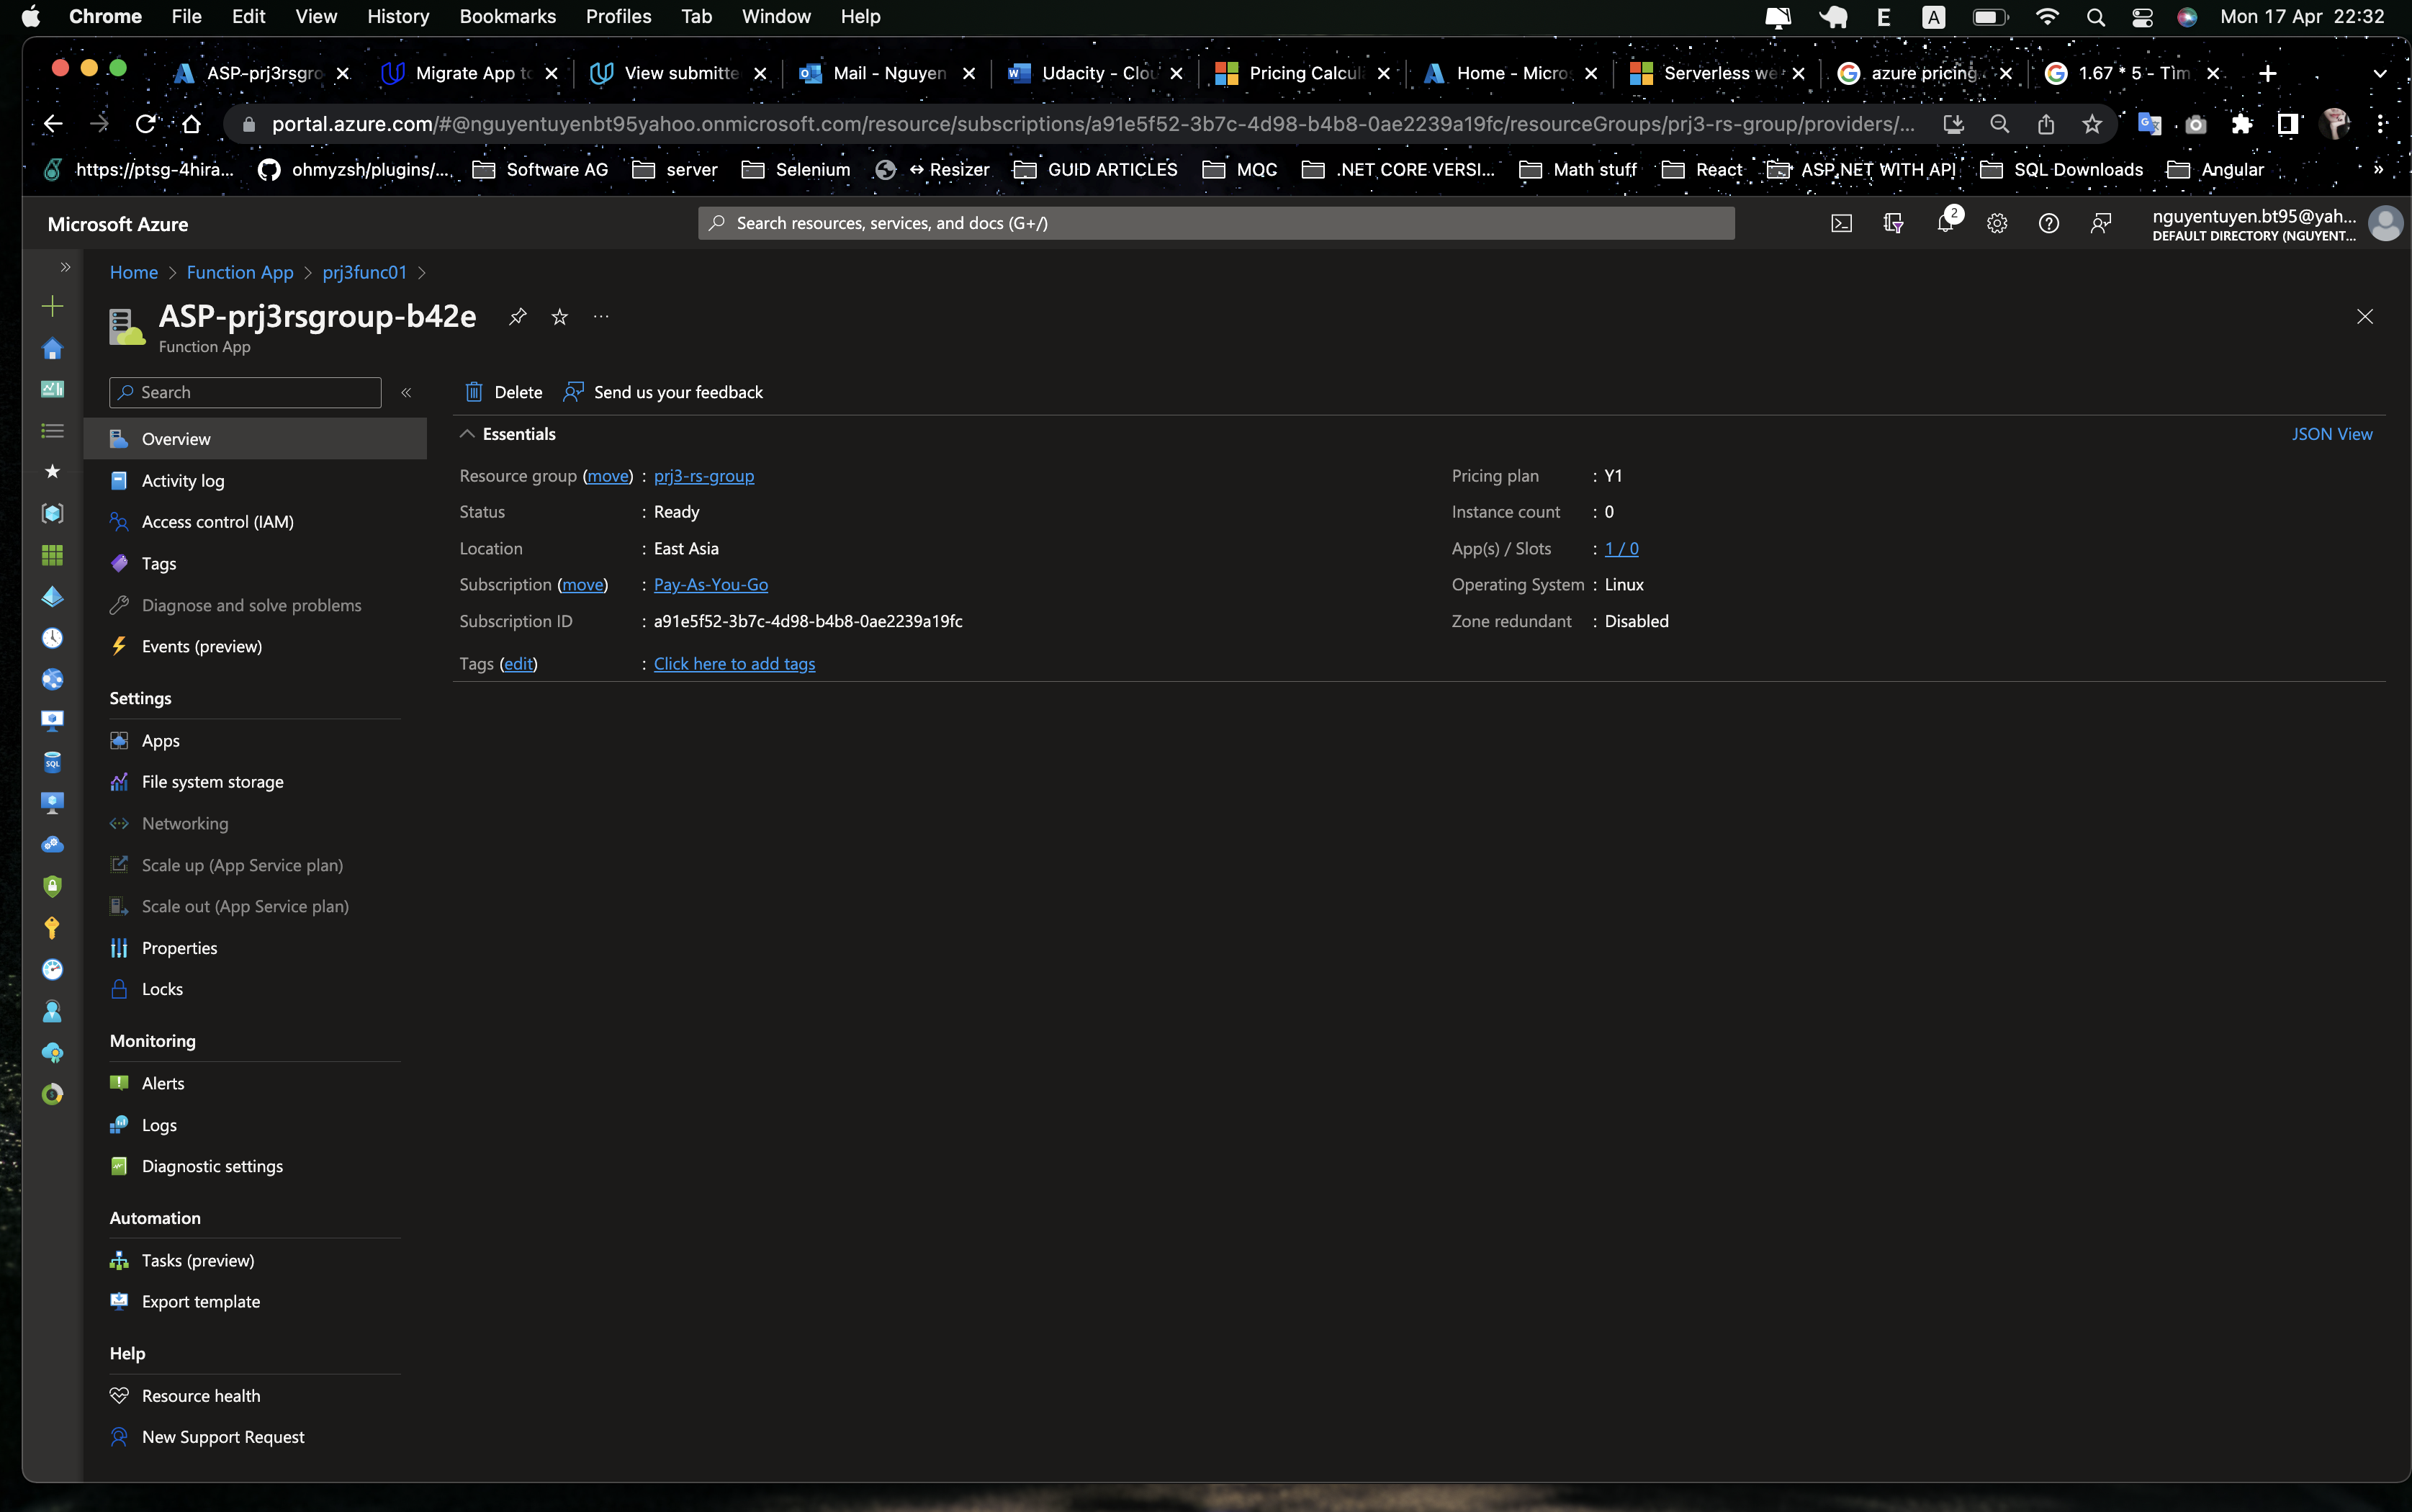 Chrome File Edit View History Bookmarks Profiles Tab Window Help E A Mon 17 Apr 22:32
ASP-prj3rsgro Migrate App to View submitte Mail - Nguyen Udacity - Clou Pricing Calcul Home - Micro Serverless we azure pricing 1.67 * 5 - Tìm
portal.azure.com/#@nguyentuyenbt95yahoo.onmicrosoft.com/resource/subscriptions/a91e5f52-3b7c-4d98-b4b8-0ae2239a19fc/resourceGroups/prj3-rs-group/providers/...
https://ptsg-4hira... ohmyzsh/plugins/... Software AG server Selenium ↔ Resizer GUID ARTICLES MQC .NET CORE VERSI... Math stuff React ASP.NET WITH API SQL Downloads Angular »
Microsoft Azure Search resources, services, and docs (G+/) 2 nguyentuyen.bt95@yah...
DEFAULT DIRECTORY (NGUYENT...
Home > Function App > prj3func01 >
ASP-prj3rsgroup-b42e ...
Function App
Search «
Overview
Activity log
Access control (IAM)
Tags
Diagnose and solve problems
Events (preview)
Settings
Apps
File system storage
Networking
Scale up (App Service plan)
Scale out (App Service plan)
Properties
Locks
Monitoring
Alerts
Logs
Diagnostic settings
Automation
Tasks (preview)
Export template
Help
Resource health
New Support Request
Delete Send us your feedback
Essentials JSON View
Resource group (move) : prj3-rs-group
Status : Ready
Location : East Asia
Subscription (move) : Pay-As-You-Go
Subscription ID : a91e5f52-3b7c-4d98-b4b8-0ae2239a19fc
Tags (edit) : Click here to add tags
Pricing plan : Y1
Instance count : 0
App(s) / Slots : 1 / 0
Operating System : Linux
Zone redundant : Disabled
SQL